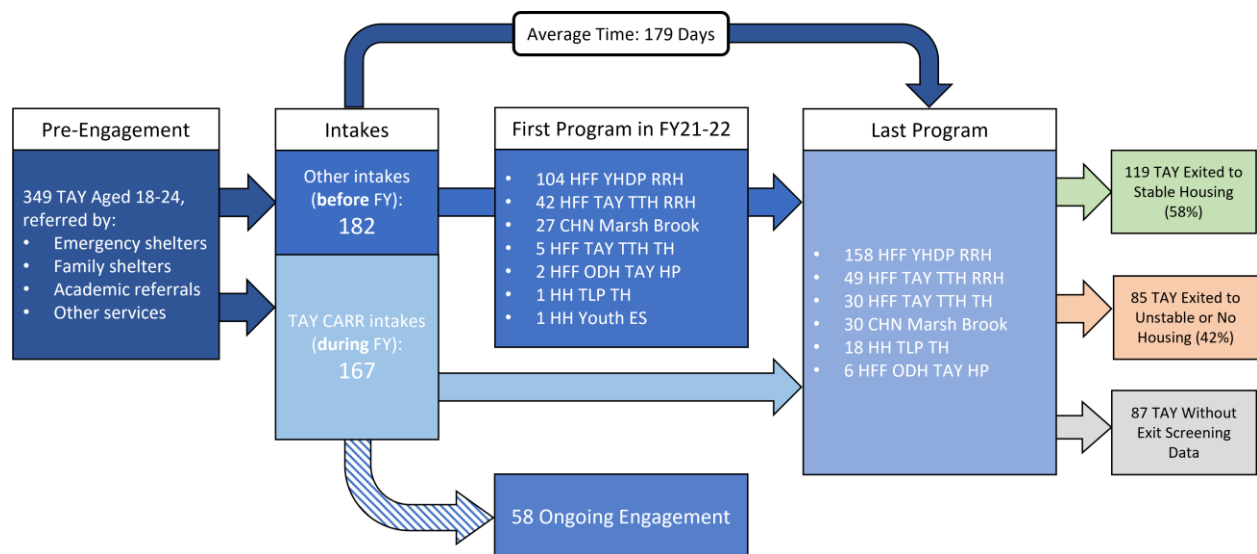 Average Time: 179 Days
Pre-Engagement
349 TAY Aged 18-24,
referred by:
• Emergency shelters
• Family shelters
• Academic referrals
• Other services
Intakes
Other intakes
(before FY):
182
TAY CARR intakes
(during FY):
167
First Program in FY21-22
• 104 HFF YHDP RRH
• 42 HFF TAY TTH RRH
• 27 CHN Marsh Brook
• 5 HFF TAY TTH TH
• 2 HFF ODH TAY HP
• 1 HH TLP TH
• 1 HH Youth ES
58 Ongoing Engagement
Last Program
• 158 HFF YHDP RRH
• 49 HFF TAY TTH RRH
• 30 HFF TAY TTH TH
• 30 CHN Marsh Brook
• 18 HH TLP TH
• 6 HFF ODH TAY HP
119 TAY Exited to
Stable Housing
(58%)
85 TAY Exited to
Unstable or No
Housing (42%)
87 TAY Without
Exit Screening
Data